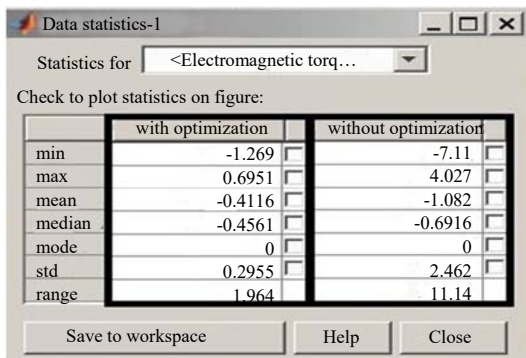 Data statistics-1
Statistics for <Electromagnetic torq…
Check to plot statistics on figure:
with optimization without optimization
min -1.269 -7.11
max 0.6951 4.027
mean -0.4116 -1.082
median -0.4561 -0.6916
mode 0 0
std 0.2955 2.462
range 1.964 11.14
Save to workspace Help Close